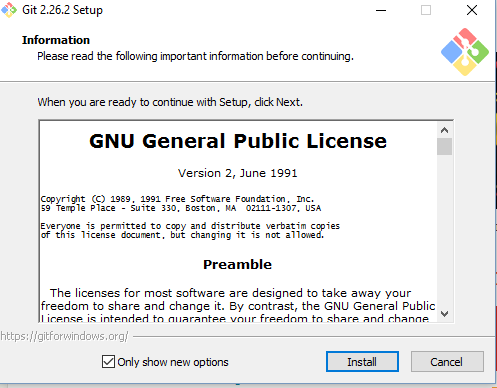 Git 2.26.2 Setup
Information
Please read the following important information before continuing.
When you are ready to continue with Setup, click Next.
GNU General Public License
Version 2, June 1991
Copyright (C) 1989, 1991 Free Software Foundation, Inc.
59 Temple Place - Suite 330, Boston, MA  02111-1307, USA
Everyone is permitted to copy and distribute verbatim copies
of this license document, but changing it is not allowed.
Preamble
The licenses for most software are designed to take away your
freedom to share and change it. By contrast, the GNU General Public
License is intended to guarantee your freedom to share and change
https://gitforwindows.org/
Only show new options
Install
Cancel